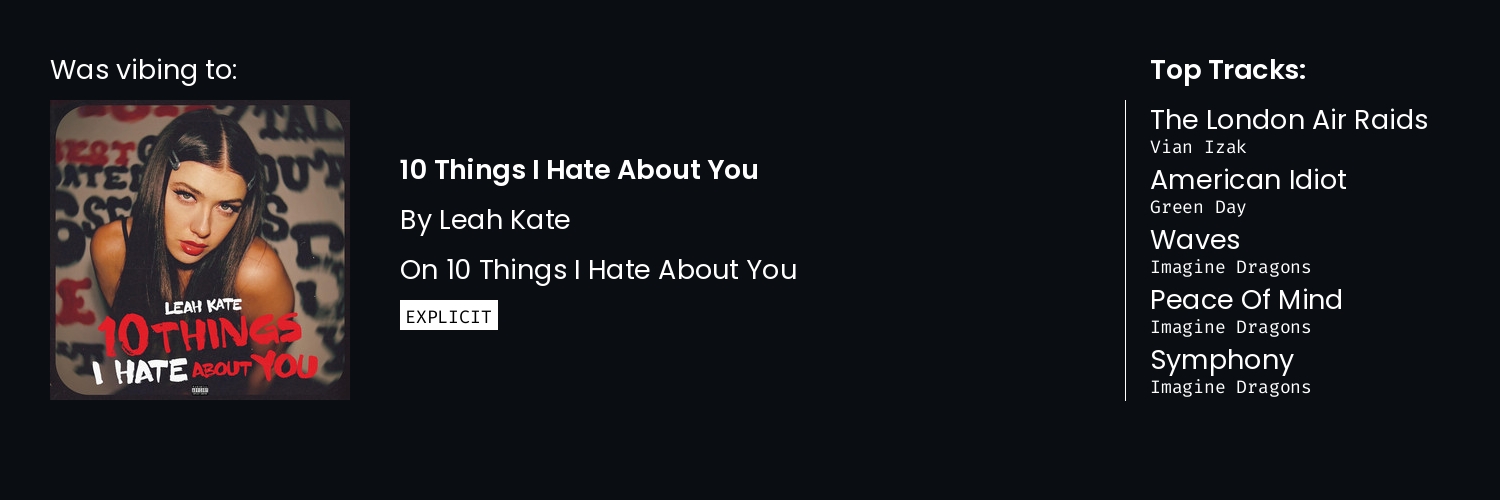 Was vibing to:
LEAH KATE
10 THINGS
I HATE ABOUT YOU
10 Things I Hate About You
By Leah Kate
On 10 Things I Hate About You
EXPLICIT
Top Tracks:
The London Air Raids
Vian Izak
American Idiot
Green Day
Waves
Imagine Dragons
Peace Of Mind
Imagine Dragons
Symphony
Imagine Dragons